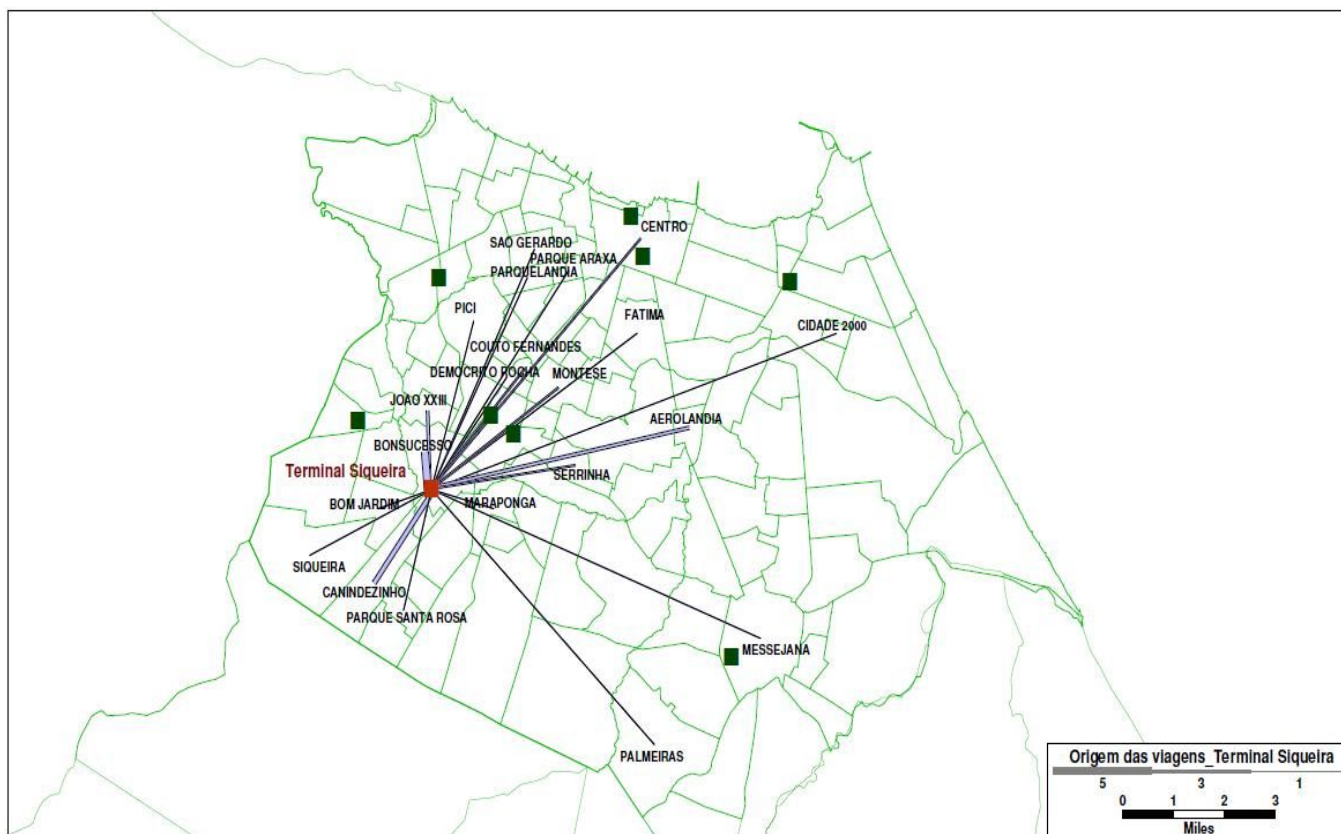 CENTRO
SAO GERARDO
PARQUE ARAXA
PARQUELANDIA
PICI
FATIMA
CIDADE 2000
COUTO FERNANDES
DEMOCRITO ROCHA
MONTESE
JOAO XXIII
AEROLANDIA
BONSUCESSO
Terminal Siqueira
SERRINHA
BOM JARDIM
MARAPONGA
SIQUEIRA
CANINDEZINHO
PARQUE SANTA ROSA
MESSEJANA
PALMEIRAS
Origem das viagens_Terminal Siqueira
5 3 1
0 1 2 3
Miles